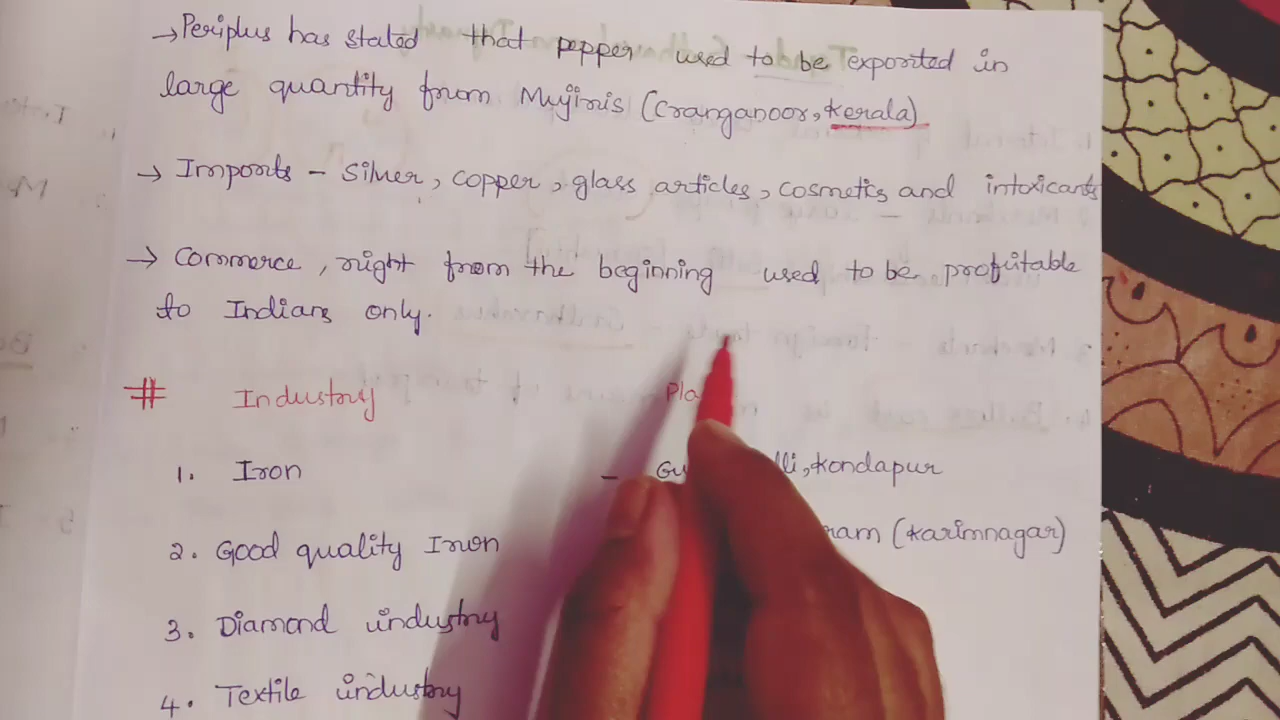 → Periplus has stated that pepper used to be exported in
large quantity from Mujiris (Cranganoor, Kerala)
→ Imports - Silver, copper, glass articles, cosmetics and intoxicants
→ Commerce, right from the beginning used to be profitable
to Indians only.
# Industry
1. Iron - Kondapur
2. Good quality Iron (Karimnagar)
3. Diamond industry
4. Textile industry